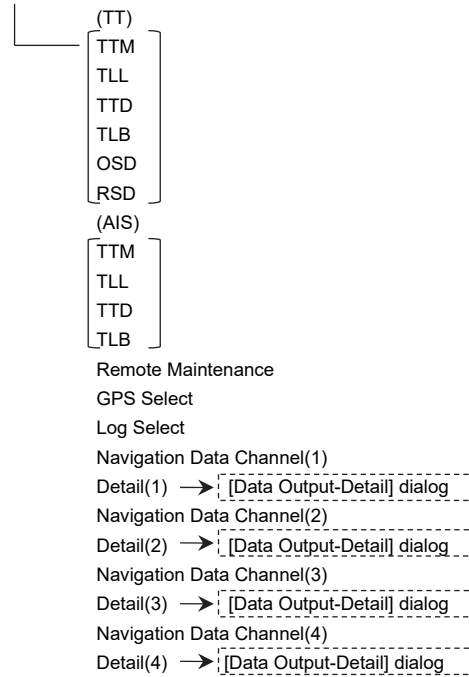 (TT)
TTM
TLL
TTD
TLB
OSD
RSD
(AIS)
TTM
TLL
TTD
TLB
Remote Maintenance
GPS Select
Log Select
Navigation Data Channel(1)
Detail(1) → [Data Output-Detail] dialog
Navigation Data Channel(2)
Detail(2) → [Data Output-Detail] dialog
Navigation Data Channel(3)
Detail(3) → [Data Output-Detail] dialog
Navigation Data Channel(4)
Detail(4) → [Data Output-Detail] dialog